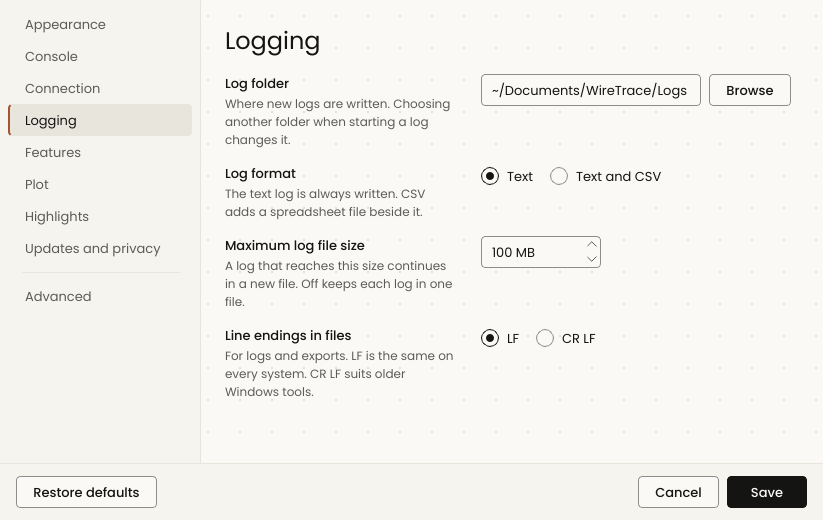 Appearance
Console
Connection
Logging
Features
Plot
Highlights
Updates and privacy
Advanced
Logging
Log folder
Where new logs are written. Choosing
another folder when starting a log
changes it.
~/Documents/WireTrace/Logs
Browse
Log format
The text log is always written. CSV
adds a spreadsheet file beside it.
Text
Text and CSV
Maximum log file size
A log that reaches this size continues
in a new file. Off keeps each log in one
file.
100 MB
Line endings in files
For logs and exports. LF is the same on
every system. CR LF suits older
Windows tools.
LF
CR LF
Restore defaults
Cancel
Save